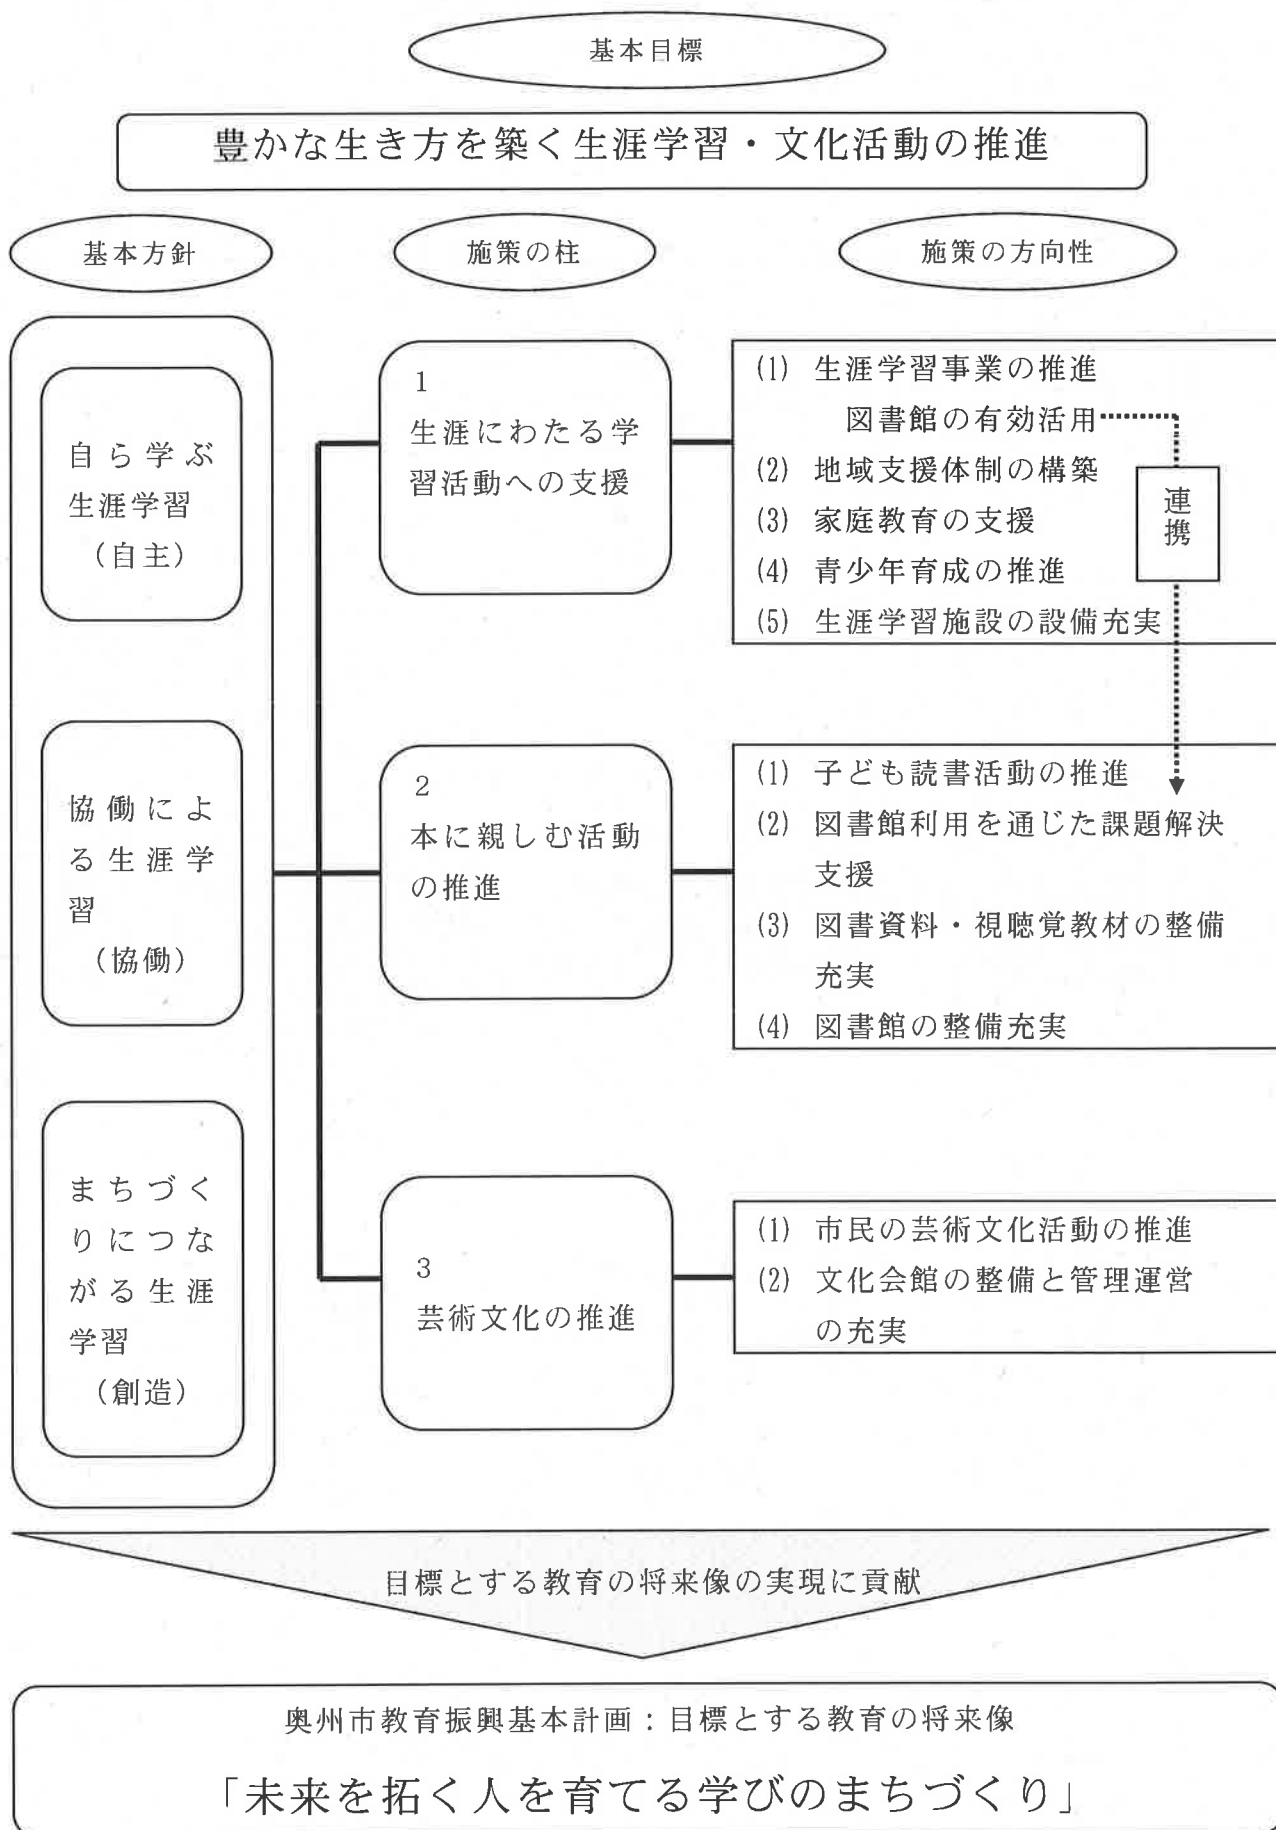 基本目標
豊かな生き方を築く生涯学習・文化活動の推進
基本方針
施策の柱
施策の方向性
自ら学ぶ
生涯学習
（自主）
協働によ
る生涯学
習
（協働）
まちづく
りにつな
がる生涯
学習
（創造）
1
生涯にわたる学
習活動への支援
(1) 生涯学習事業の推進
図書館の有効活用
(2) 地域支援体制の構築
(3) 家庭教育の支援
(4) 青少年育成の推進
(5) 生涯学習施設の設備充実
連
携
2
本に親しむ活動
の推進
(1) 子ども読書活動の推進
(2) 図書館利用を通じた課題解決
支援
(3) 図書資料・視聴覚教材の整備
充実
(4) 図書館の整備充実
3
芸術文化の推進
(1) 市民の芸術文化活動の推進
(2) 文化会館の整備と管理運営
の充実
目標とする教育の将来像の実現に貢献
奥州市教育振興基本計画：目標とする教育の将来像
「未来を拓く人を育てる学びのまちづくり」